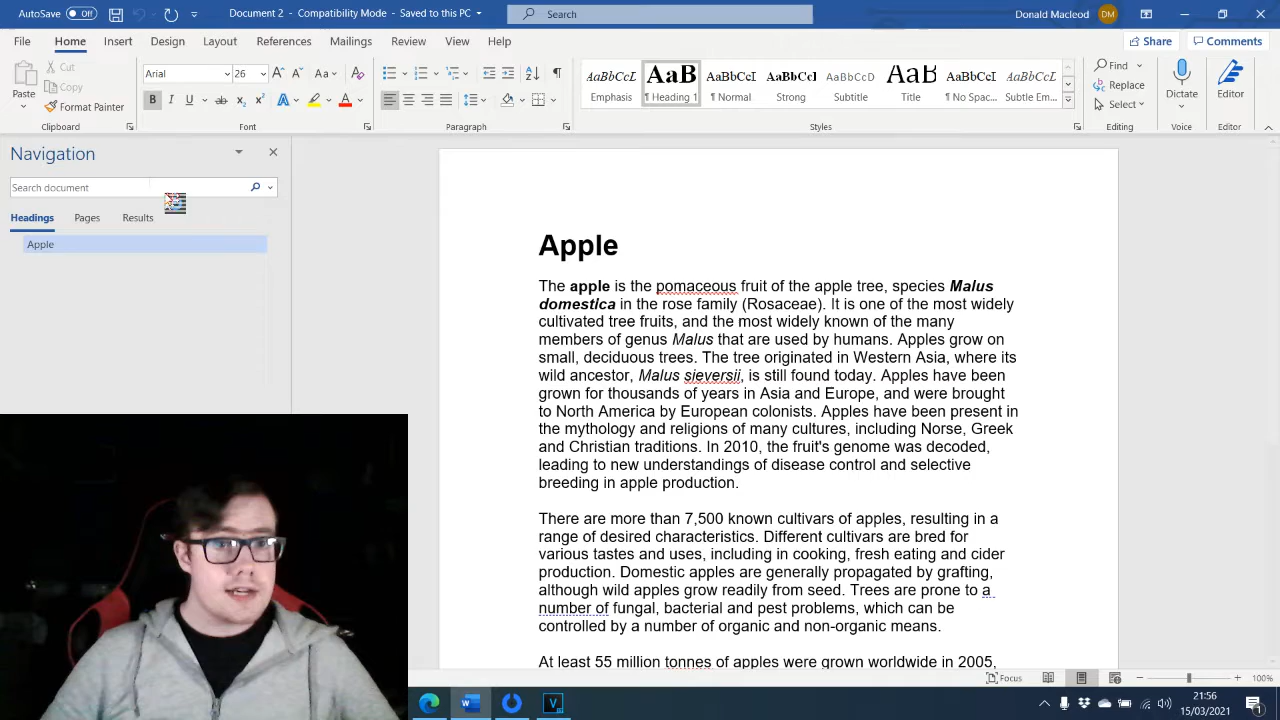 AutoSave Off
Word Heading Order - Saved to this PC
Search
Donald Macleod DM
File Home Insert Design Layout References Mailings Review View Help
Share Comments
Cut
Copy
Format Painter
Paste
Clipboard
Arial 26
Font
Paragraph
AaBbCcI AaB AaBbCcI AaBbCcI AaBbCcD AaB AaBbCcI AaBbCcI
Emphasis ¶ Heading 1 ¶ Normal Strong Subtitle Title ¶ No Spac... Subtle Em...
Styles
Find
Replace
Select
Editing
Dictate
Voice
Editor
Editor
Navigation
Search document
Headings Pages Results
Apple
Apple
The apple is the pomaceous fruit of the apple tree, species Malus
domestica in the rose family (Rosaceae). It is one of the most widely
cultivated tree fruits, and the most widely known of the many
members of genus Malus that are used by humans. Apples grow on
small, deciduous trees. The tree originated in Western Asia, where its
wild ancestor, Malus sieversii, is still found today. Apples have been
grown for thousands of years in Asia and Europe, and were brought
to North America by European colonists. Apples have been present in
the mythology and religions of many cultures, including Norse, Greek
and Christian traditions. In 2010, the fruit's genome was decoded,
leading to new understandings of disease control and selective
breeding in apple production.
There are more than 7,500 known cultivars of apples, resulting in a
range of desired characteristics. Different cultivars are bred for
various tastes and uses, including in cooking, fresh eating and cider
production. Domestic apples are generally propagated by grafting,
although wild apples grow readily from seed. Trees are prone to a
number of fungal, bacterial and pest problems, which can be
controlled by a number of organic and non-organic means.
At least 55 million tonnes of apples were grown worldwide in 2005,
Focus 100%
21:56
15/03/2021